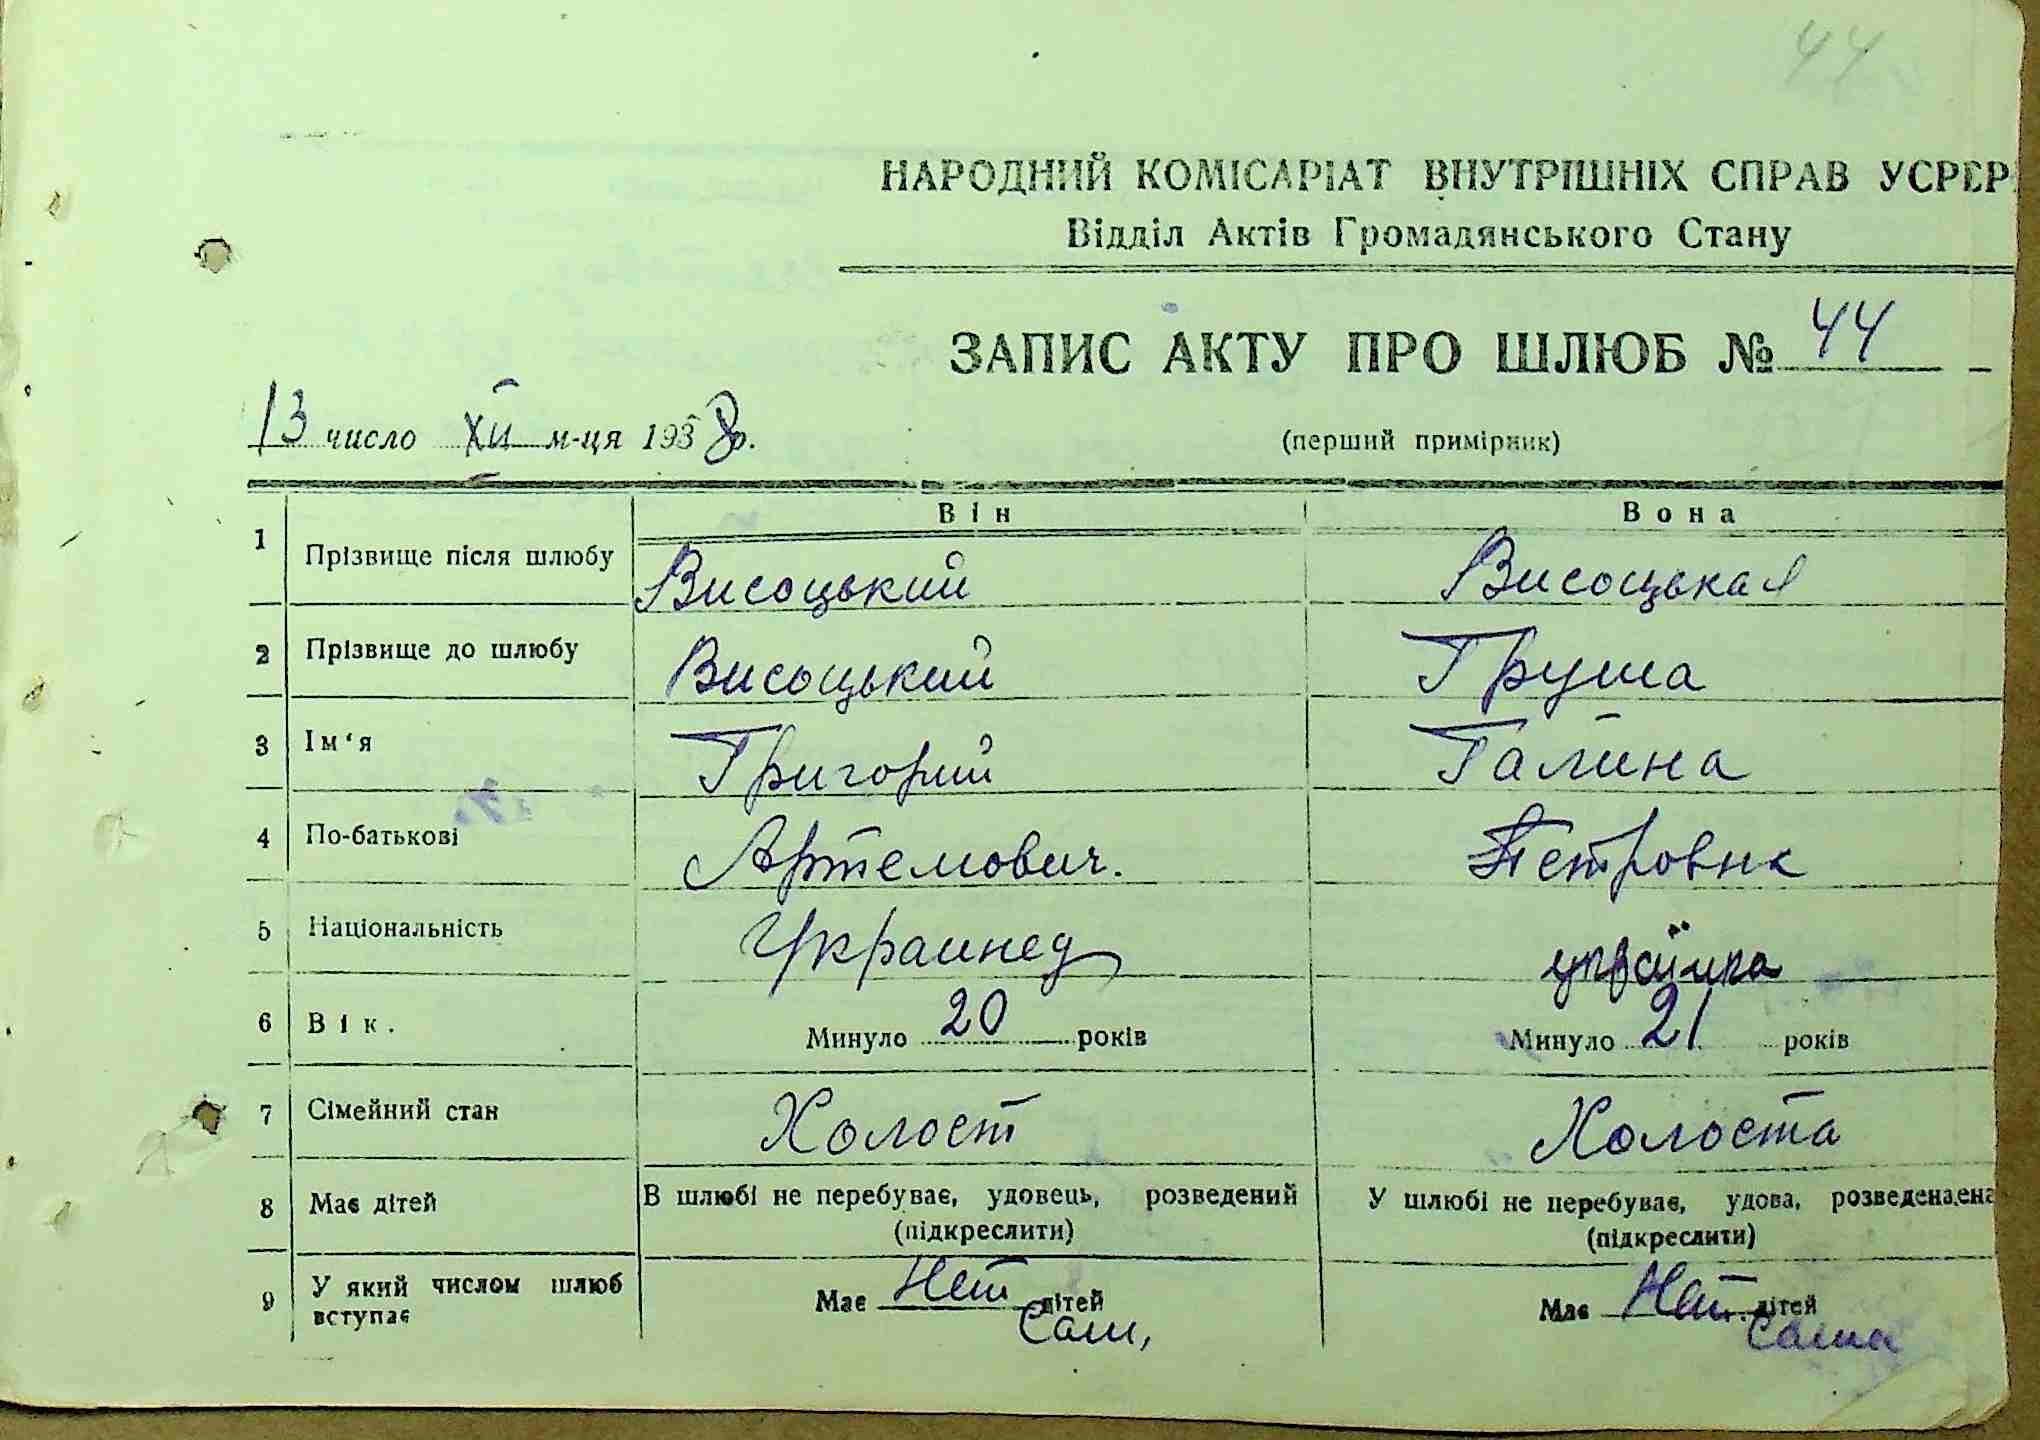 44
НАРОДНИЙ КОМІСАРІАТ ВНУТРІШНІХ СПРАВ УСРСР
Відділ Актів Громадянського Стану
ЗАПИС АКТУ ПРО ШЛЮБ № 44
13 число XII м-ця 1938 р.
(перший примірник)
Він Вона
1 Прізвище після шлюбу Висоцький Висоцькая
2 Прізвище до шлюбу Висоцький Груша
3 Ім'я Григорий Галина
4 По-батькові Артемович. Петровна
5 Національність Украинец українка
6 Вік. Минуло 20 років Минуло 21 років
7 Сімейний стан Холост Холоста
8 Має дітей В шлюбі не перебуває, удовець, розведений У шлюбі не перебуває, удова, розведена.ена
(підкреслити) (підкреслити)
9 У який числом шлюб вступає Має Нет дітей Має Нет. дітей
Сам, Сама